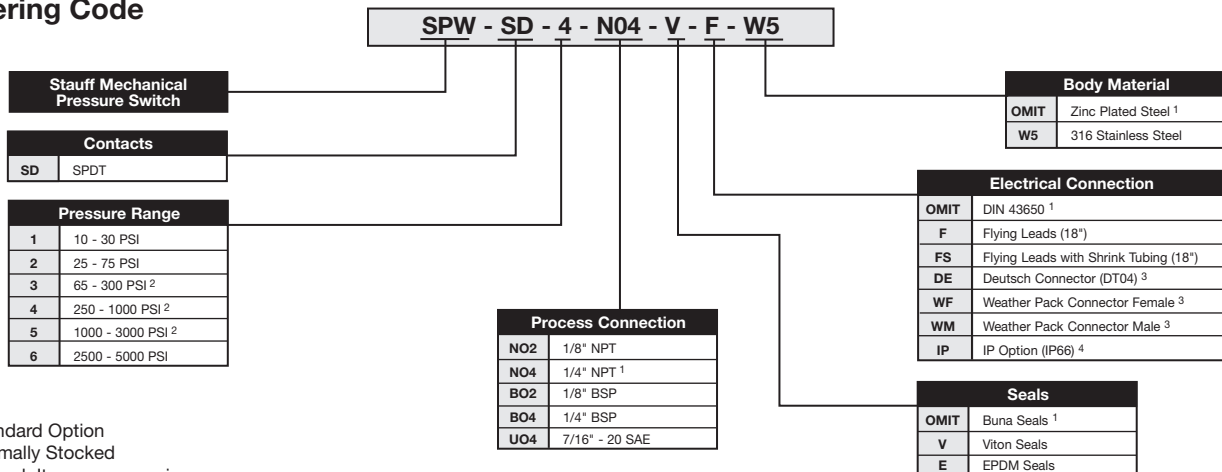 ering Code
SPW - SD - 4 - N04 - V - F - W5
Stauff Mechanical
Pressure Switch
Contacts
SD SPDT
Pressure Range
1 10 - 30 PSI
2 25 - 75 PSI
3 65 - 300 PSI 2
4 250 - 1000 PSI 2
5 1000 - 3000 PSI 2
6 2500 - 5000 PSI
Process Connection
NO2 1/8" NPT
NO4 1/4" NPT 1
BO2 1/8" BSP
BO4 1/4" BSP
UO4 7/16" - 20 SAE
Body Material
OMIT Zinc Plated Steel 1
W5 316 Stainless Steel
Electrical Connection
OMIT DIN 43650 1
F Flying Leads (18")
FS Flying Leads with Shrink Tubing (18")
DE Deutsch Connector (DT04) 3
WF Weather Pack Connector Female 3
WM Weather Pack Connector Male 3
IP IP Option (IP66) 4
Seals
OMIT Buna Seals 1
V Viton Seals
E EPDM Seals
ndard Option
mally Stocked